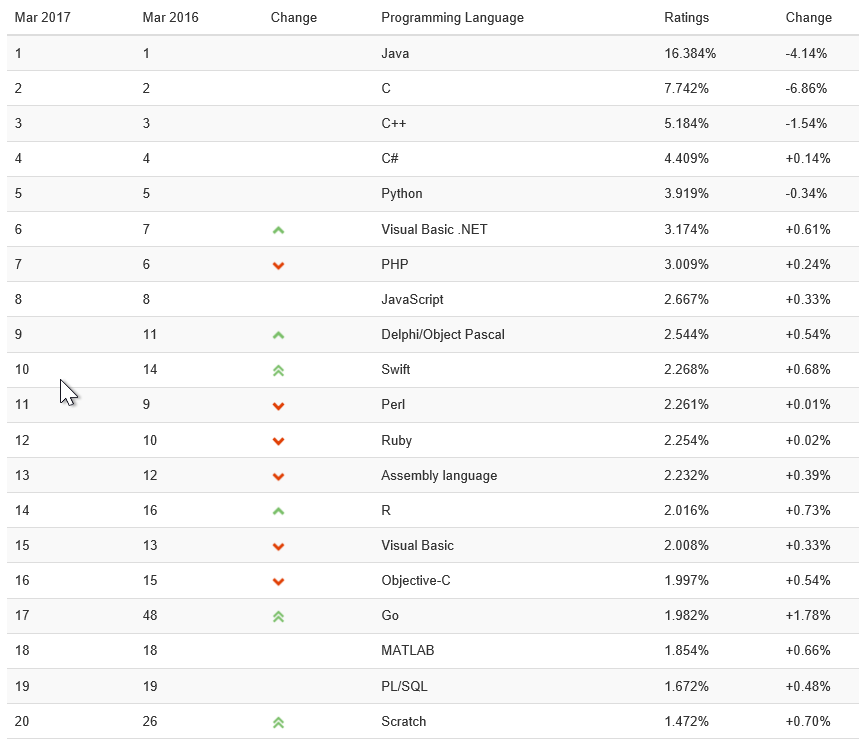 Mar 2017 Mar 2016 Change Programming Language Ratings Change
1 1 Java 16.384% -4.14%
2 2 C 7.742% -6.86%
3 3 C++ 5.184% -1.54%
4 4 C# 4.409% +0.14%
5 5 Python 3.919% -0.34%
6 7 Visual Basic .NET 3.174% +0.61%
7 6 PHP 3.009% +0.24%
8 8 JavaScript 2.667% +0.33%
9 11 Delphi/Object Pascal 2.544% +0.54%
10 14 Swift 2.268% +0.68%
11 9 Perl 2.261% +0.01%
12 10 Ruby 2.254% +0.02%
13 12 Assembly language 2.232% +0.39%
14 16 R 2.016% +0.73%
15 13 Visual Basic 2.008% +0.33%
16 15 Objective-C 1.997% +0.54%
17 48 Go 1.982% +1.78%
18 18 MATLAB 1.854% +0.66%
19 19 PL/SQL 1.672% +0.48%
20 26 Scratch 1.472% +0.70%